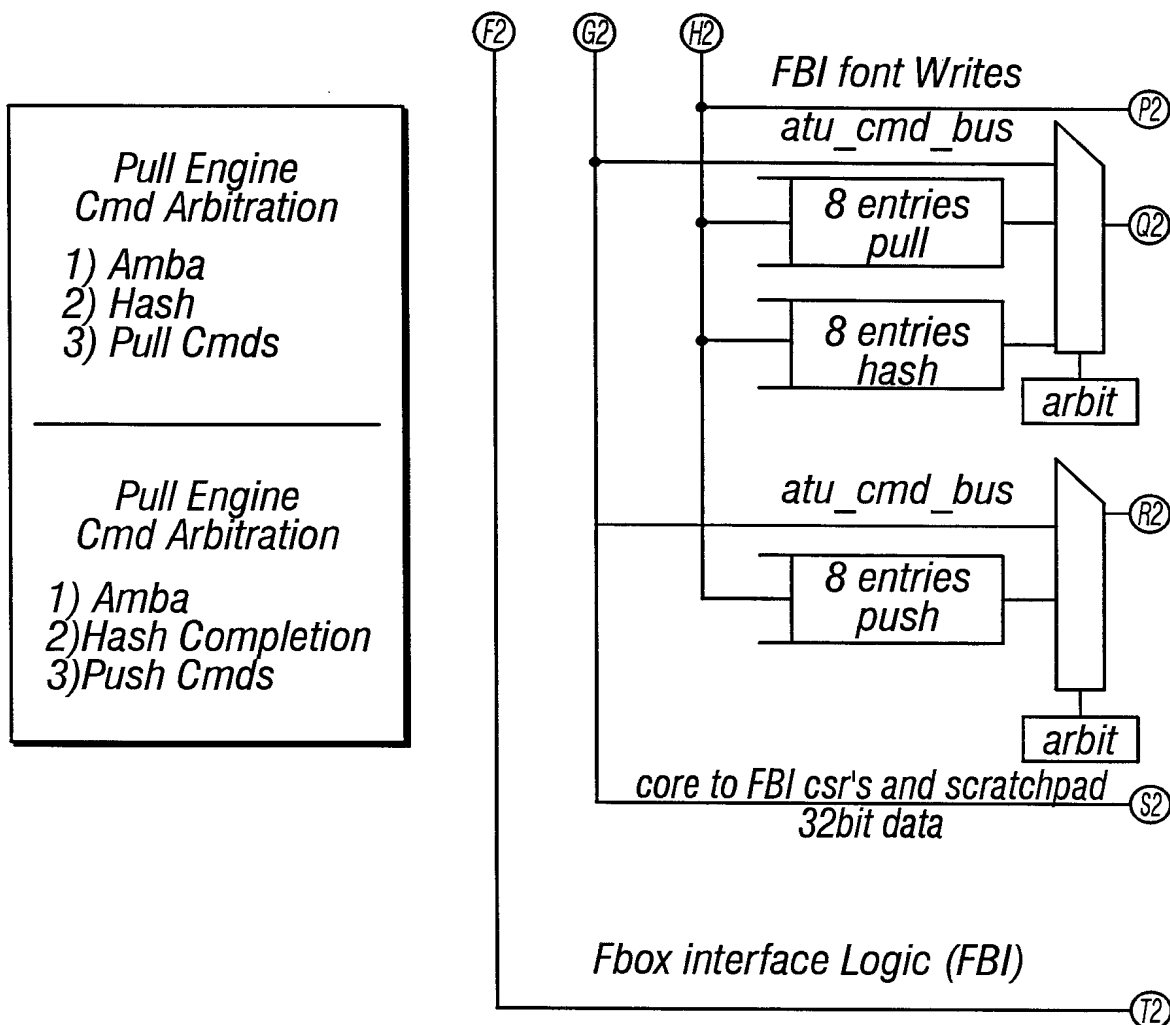 F2
G2
H2
FBI font Writes
P2
atu_cmd_bus
8 entries
pull
Q2
8 entries
hash
arbit
Pull Engine
Cmd Arbitration
1) Amba
2) Hash
3) Pull Cmds
Pull Engine
Cmd Arbitration
1) Amba
2)Hash Completion
3)Push Cmds
atu_cmd_bus
R2
8 entries
push
arbit
core to FBI csr's and scratchpad
S2
32bit data
Fbox interface Logic (FBI)
T2